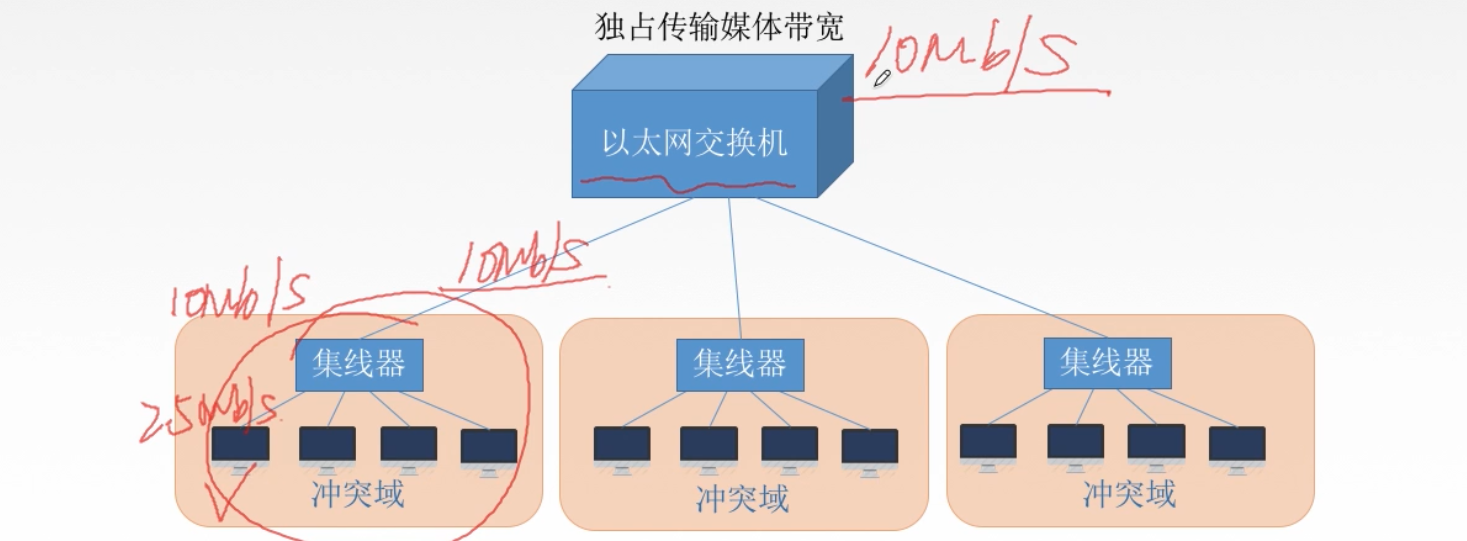 独占传输媒体带宽
10Mb/s
以太网交换机
10Mb/s
10Mb/s
集线器
集线器
集线器
2.5Mb/s
冲突域
冲突域
冲突域